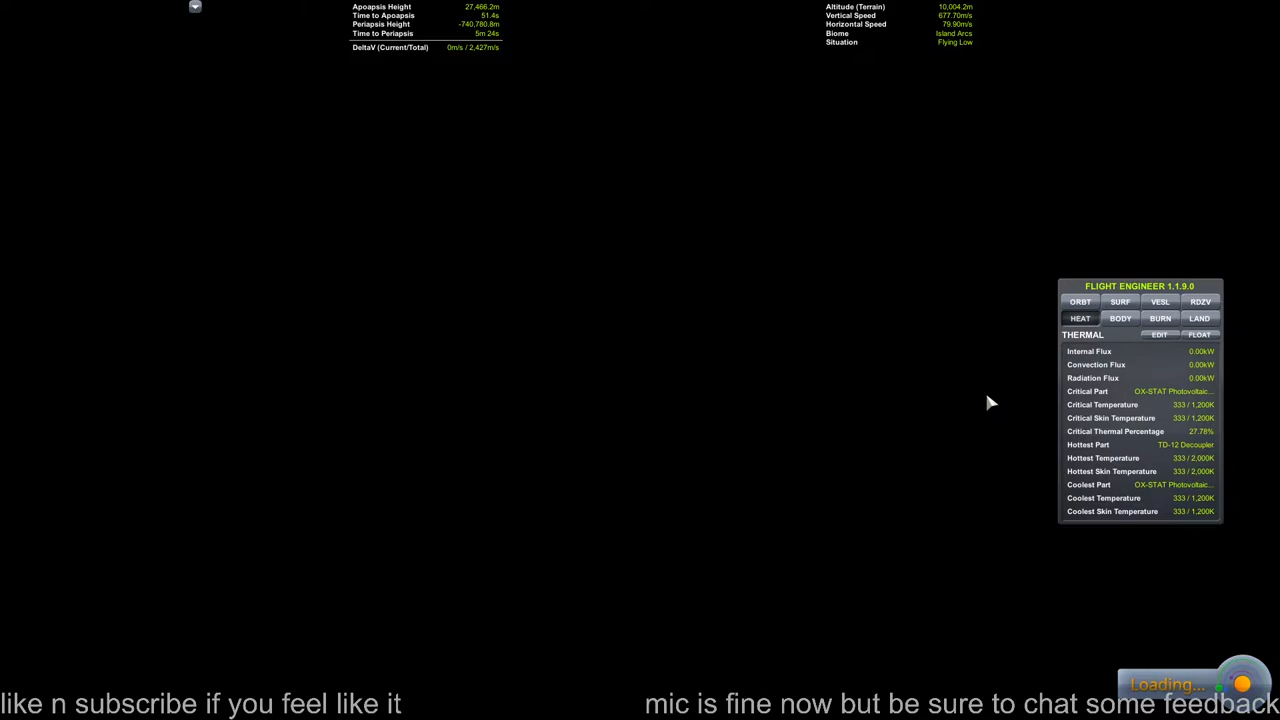 Apoapsis Height 27,466.2m
Time to Apoapsis 51.4s
Periapsis Height -740,780.8m
Time to Periapsis 5m 24s
DeltaV (Current/Total) 0m/s / 2,427m/s
Altitude (Terrain) 10,004.2m
Vertical Speed 677.70m/s
Horizontal Speed 79.90m/s
Biome Island Arcs
Situation Flying Low
FLIGHT ENGINEER 1.1.9.0
ORBT SURF VESL RDZV
HEAT BODY BURN LAND
THERMAL EDIT FLOAT
Internal Flux 0.00kW
Convection Flux 0.00kW
Radiation Flux 0.00kW
Critical Part OX-STAT Photovoltaic...
Critical Temperature 333 / 1,200K
Critical Skin Temperature 333 / 1,200K
Critical Thermal Percentage 27.78%
Hottest Part TD-12 Decoupler
Hottest Temperature 333 / 2,000K
Hottest Skin Temperature 333 / 2,000K
Coolest Part OX-STAT Photovoltaic...
Coolest Temperature 333 / 1,200K
Coolest Skin Temperature 333 / 1,200K
Loading...
like n subscribe if you feel like it mic is fine now but be sure to chat some feedback